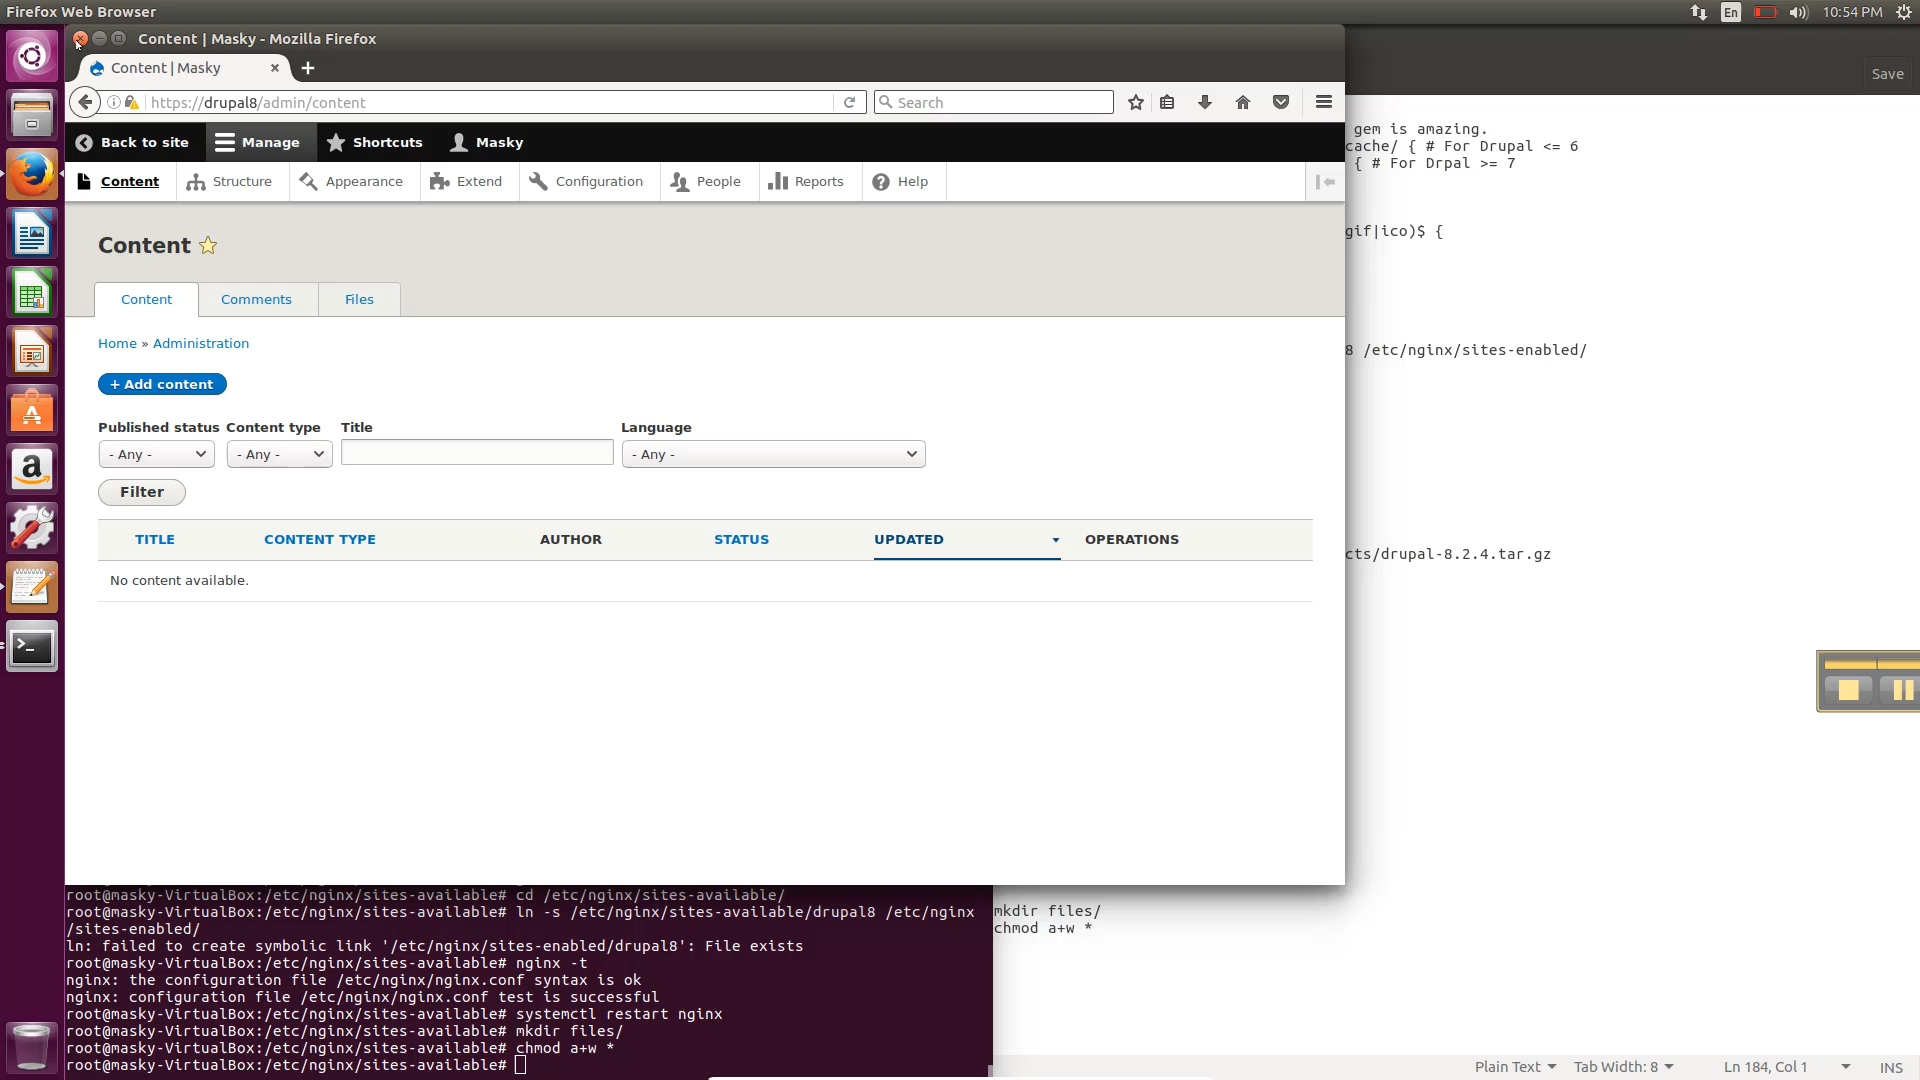 Firefox Web Browser
En
10:54 PM
Content | Masky - Mozilla Firefox
Content | Masky
https://drupal8/admin/content
Search
Back to site
Manage
Shortcuts
Masky
Content
Structure
Appearance
Extend
Configuration
People
Reports
Help
Content
Content
Comments
Files
Home » Administration
+ Add content
Published status
Content type
Title
Language
- Any -
- Any -
- Any -
Filter
TITLE
CONTENT TYPE
AUTHOR
STATUS
UPDATED
OPERATIONS
No content available.
Save
gem is amazing.
cache/ { # For Drupal <= 6
{ # For Drpal >= 7
gif|ico)$ {
8 /etc/nginx/sites-enabled/
cts/drupal-8.2.4.tar.gz
root@masky-VirtualBox:/etc/nginx/sites-available# cd /etc/nginx/sites-available/
root@masky-VirtualBox:/etc/nginx/sites-available# ln -s /etc/nginx/sites-available/drupal8 /etc/nginx
/sites-enabled/
ln: failed to create symbolic link '/etc/nginx/sites-enabled/drupal8': File exists
root@masky-VirtualBox:/etc/nginx/sites-available# nginx -t
nginx: the configuration file /etc/nginx/nginx.conf syntax is ok
nginx: configuration file /etc/nginx/nginx.conf test is successful
root@masky-VirtualBox:/etc/nginx/sites-available# systemctl restart nginx
root@masky-VirtualBox:/etc/nginx/sites-available# mkdir files/
root@masky-VirtualBox:/etc/nginx/sites-available# chmod a+w *
root@masky-VirtualBox:/etc/nginx/sites-available#
mkdir files/
chmod a+w *
Plain Text
Tab Width: 8
Ln 184, Col 1
INS